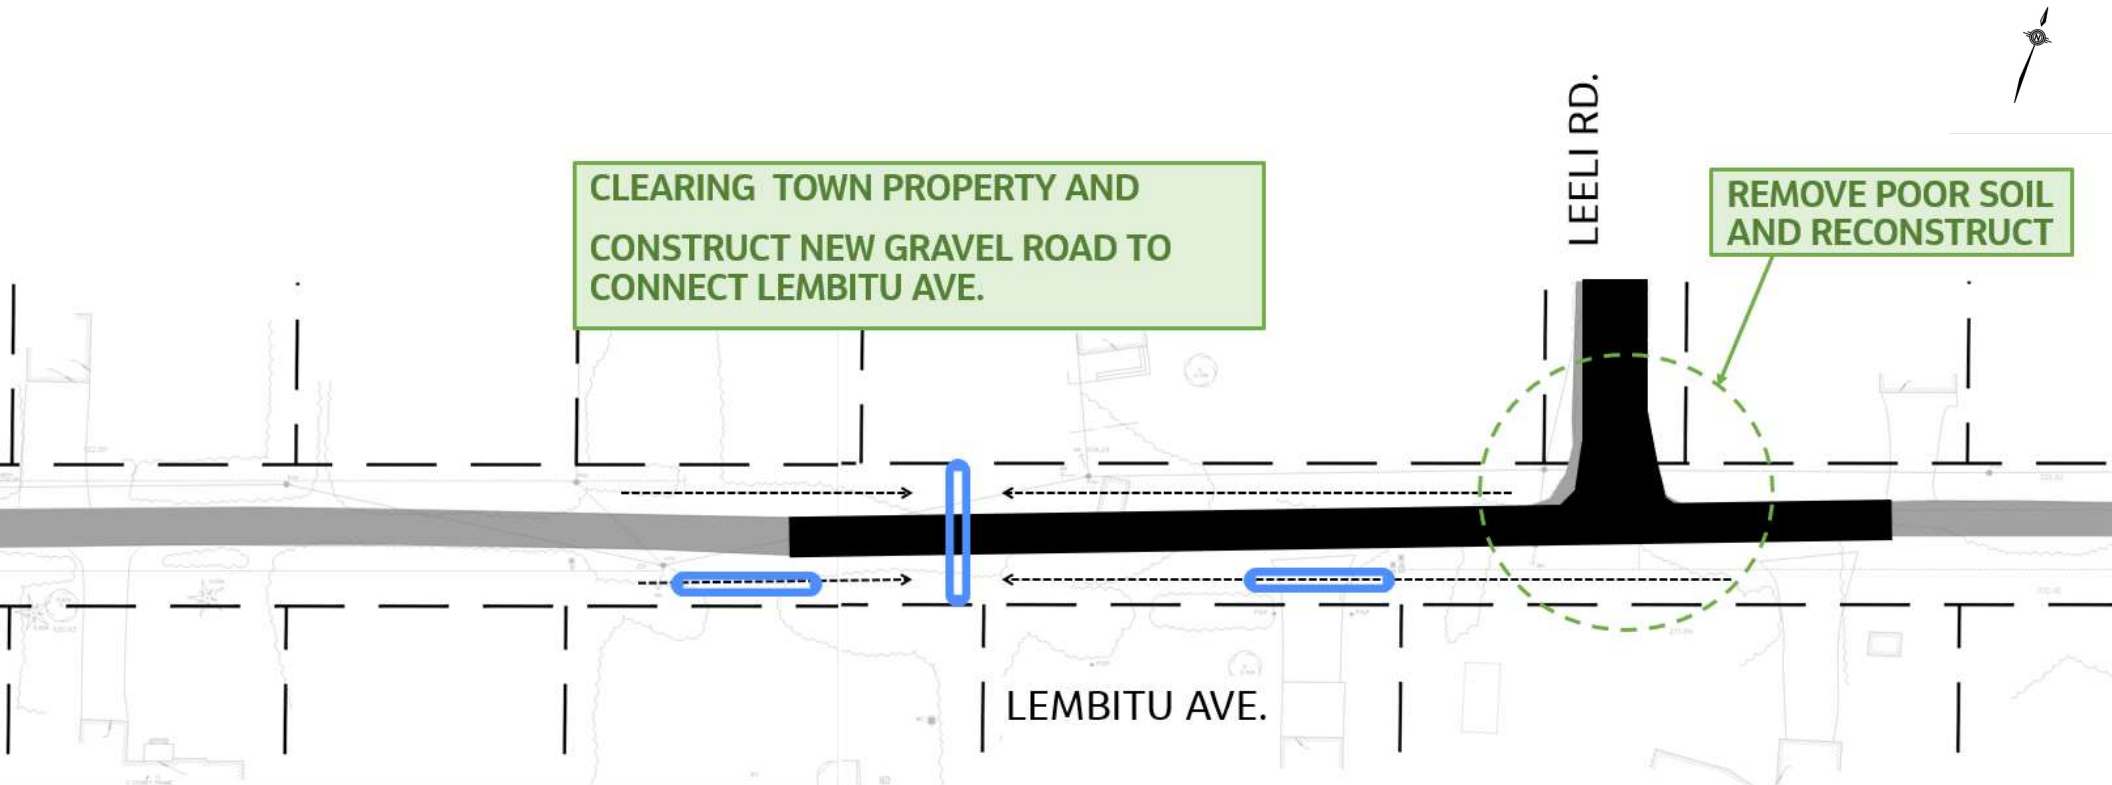 N
LEELI RD.
CLEARING  TOWN PROPERTY AND
CONSTRUCT NEW GRAVEL ROAD TO
CONNECT LEMBITU AVE.
REMOVE POOR SOIL
AND RECONSTRUCT
LEMBITU AVE.